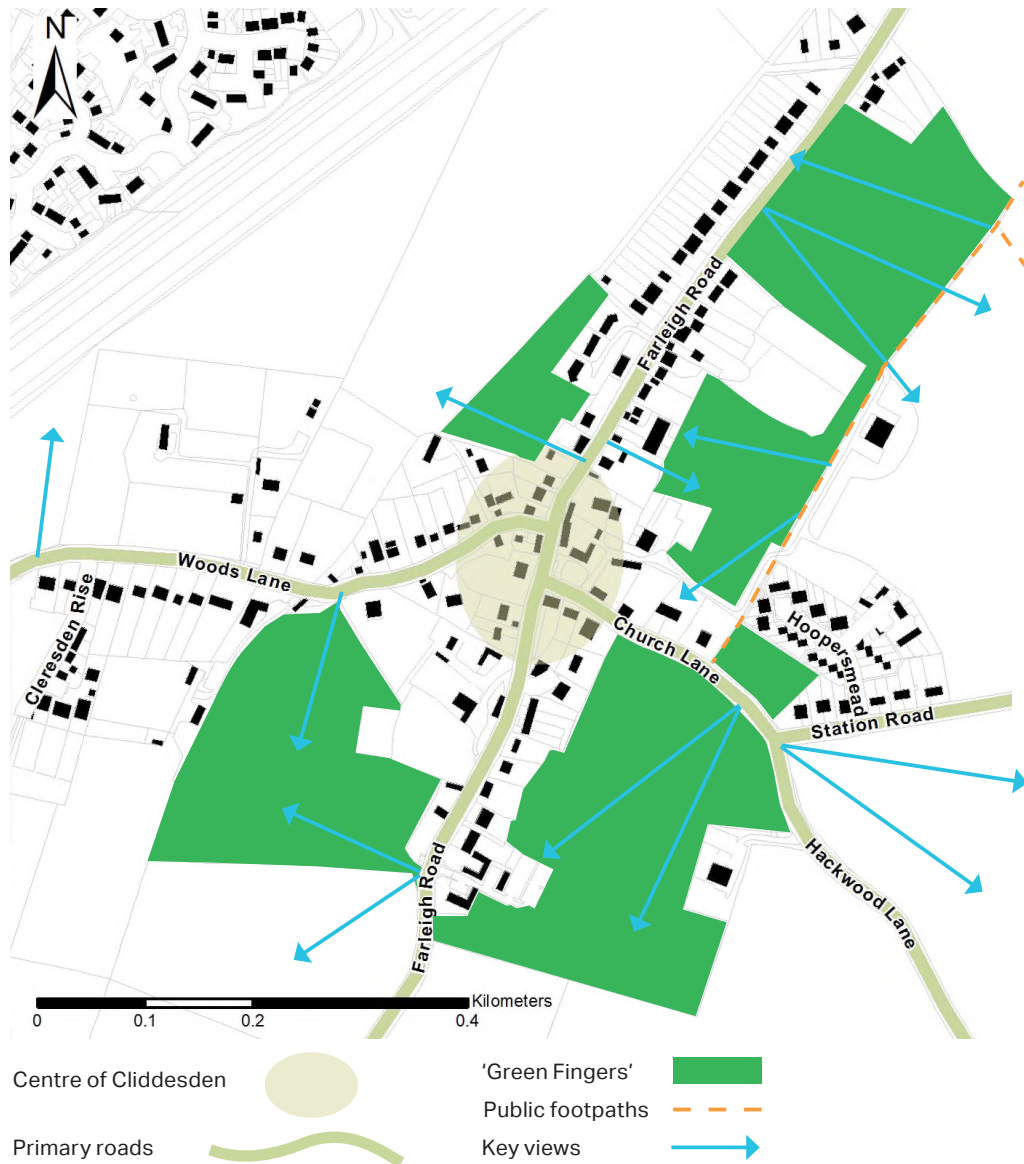 N
Farleigh Road
Woods Lane
Cleresden Rise
Church Lane
Hoopersmead
Station Road
Hackwood Lane
Farleigh Road
Kilometers
0 0.1 0.2 0.4
Centre of Cliddesden
'Green Fingers'
Public footpaths
Primary roads
Key views